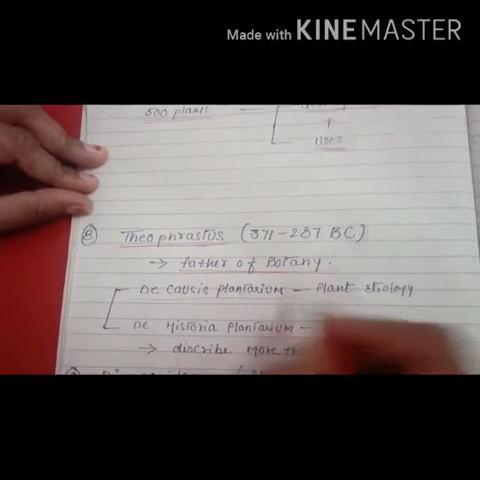 Made with KINEMASTER
500 plants
uses
③ Theophrastus (371-287 BC)
→ father of Botany.
De Causis plantarium — Plant etiology
De Historia Plantarium —
→ discribe more